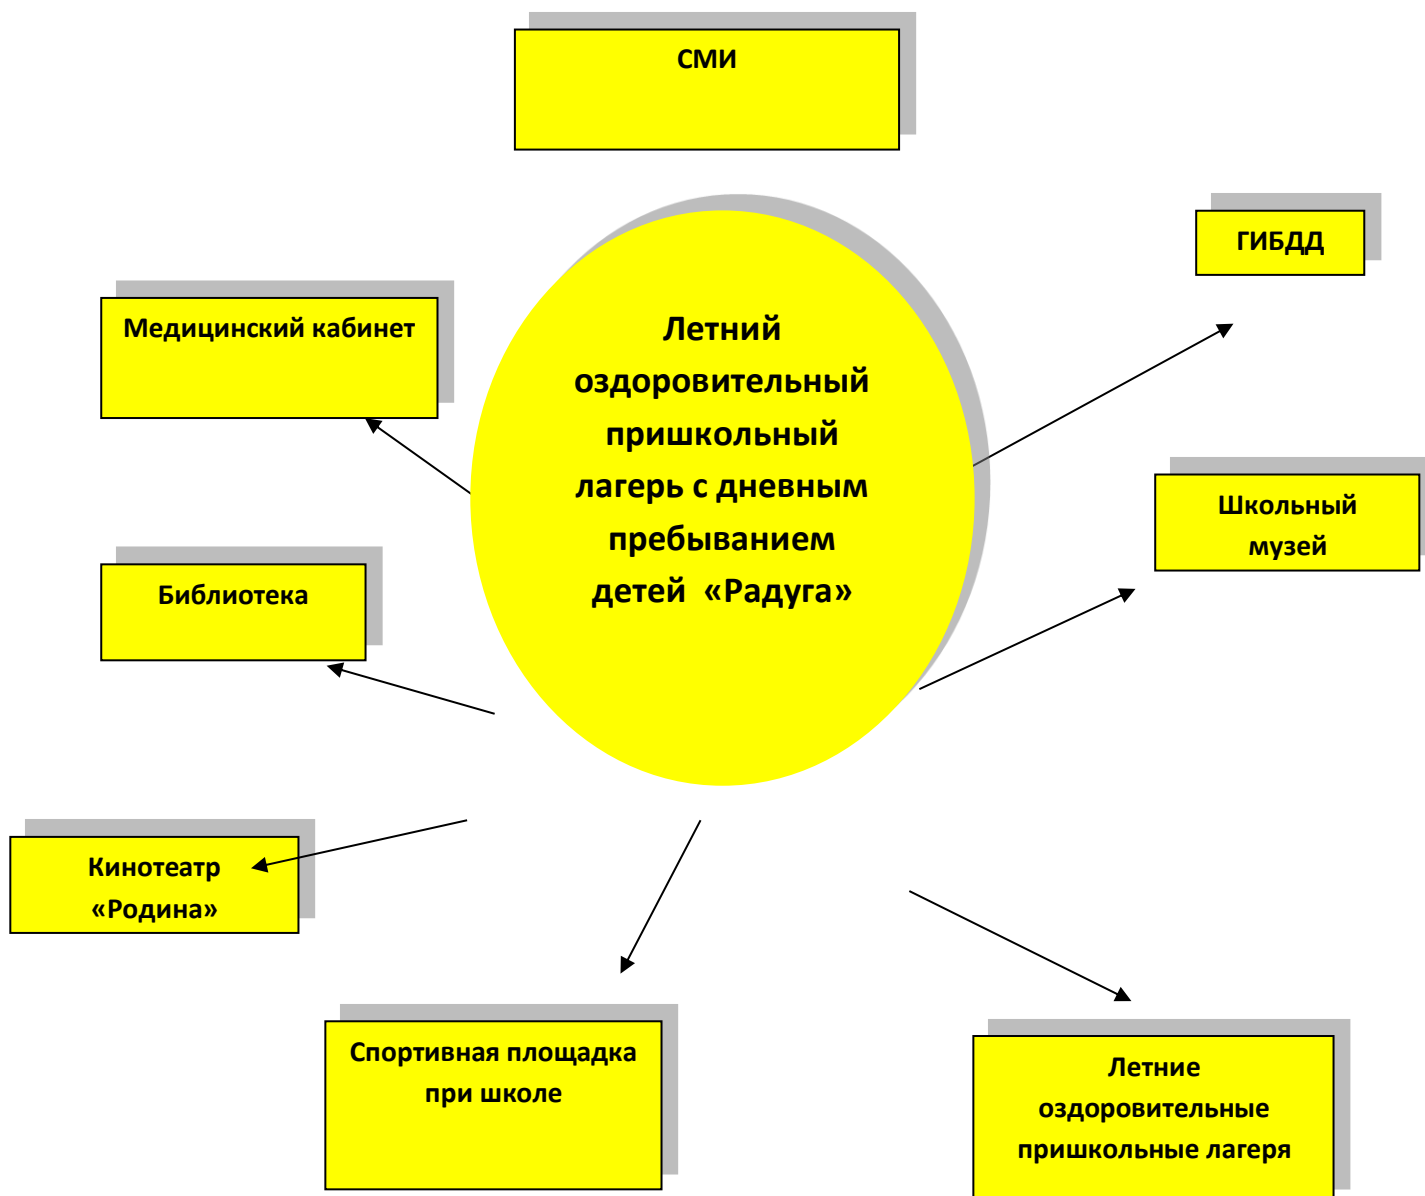 СМИ
ГИБДД
Медицинский кабинет
Летний
оздоровительный
пришкольный
лагерь с дневным
пребыванием
детей «Радуга»
Школьный
музей
Библиотека
Кинотеатр
«Родина»
Спортивная площадка
при школе
Летние
оздоровительные
пришкольные лагеря